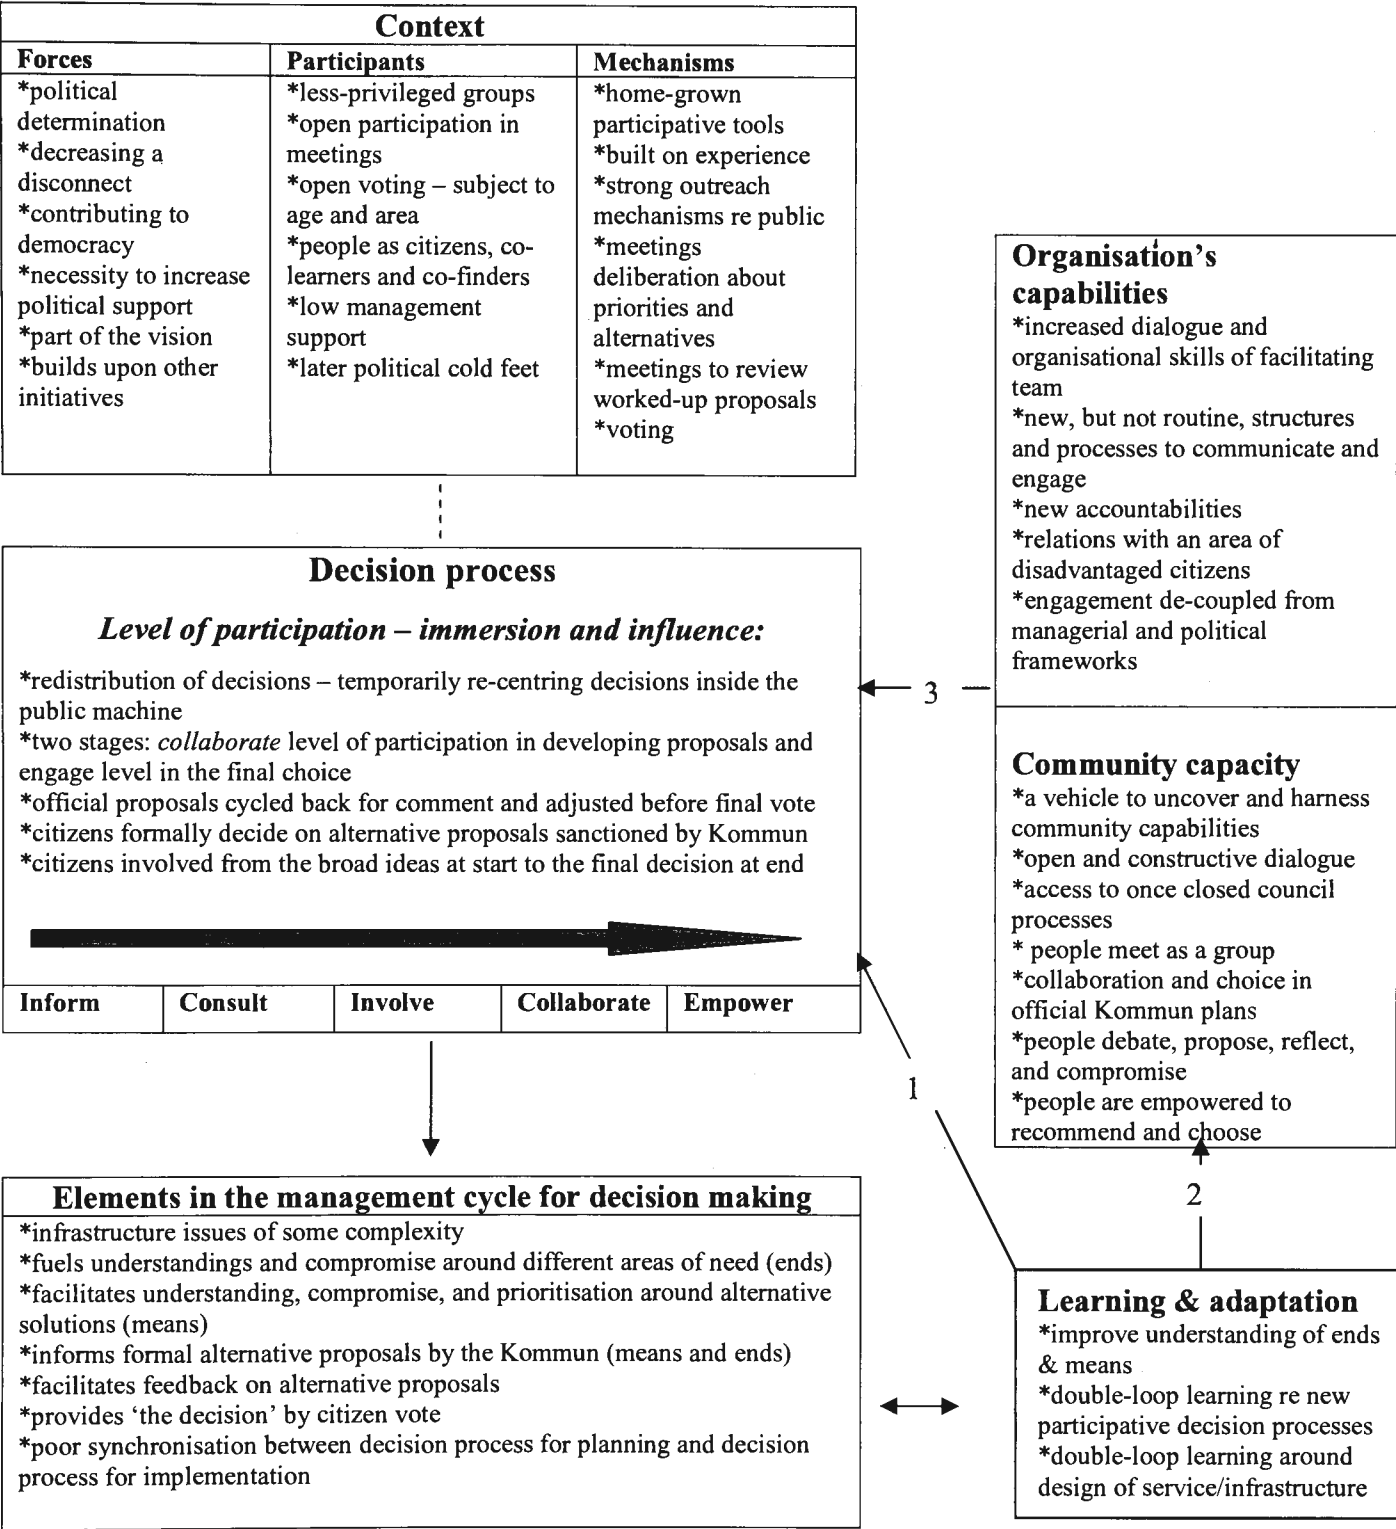 Context
Forces
*political
determination
*decreasing a
disconnect
*contributing to
democracy
*necessity to increase
political support
*part of the vision
*builds upon other
initiatives
Participants
*less-privileged groups
*open participation in
meetings
*open voting – subject to
age and area
*people as citizens, co-
learners and co-finders
*low management
support
*later political cold feet
Mechanisms
*home-grown
participative tools
*built on experience
*strong outreach
mechanisms re public
*meetings
deliberation about
priorities and
alternatives
*meetings to review
worked-up proposals
*voting
Decision process
Level of participation – immersion and influence:
*redistribution of decisions – temporarily re-centring decisions inside the
public machine
*two stages: collaborate level of participation in developing proposals and
engage level in the final choice
*official proposals cycled back for comment and adjusted before final vote
*citizens formally decide on alternative proposals sanctioned by Kommun
*citizens involved from the broad ideas at start to the final decision at end
Inform Consult Involve Collaborate Empower
Elements in the management cycle for decision making
*infrastructure issues of some complexity
*fuels understandings and compromise around different areas of need (ends)
*facilitates understanding, compromise, and prioritisation around alternative
solutions (means)
*informs formal alternative proposals by the Kommun (means and ends)
*facilitates feedback on alternative proposals
*provides ‘the decision’ by citizen vote
*poor synchronisation between decision process for planning and decision
process for implementation
Organisation’s
capabilities
*increased dialogue and
organisational skills of facilitating
team
*new, but not routine, structures
and processes to communicate and
engage
*new accountabilities
*relations with an area of
disadvantaged citizens
*engagement de-coupled from
managerial and political
frameworks
3
Community capacity
*a vehicle to uncover and harness
community capabilities
*open and constructive dialogue
*access to once closed council
processes
* people meet as a group
*collaboration and choice in
official Kommun plans
*people debate, propose, reflect,
and compromise
*people are empowered to
recommend and choose
1
2
Learning & adaptation
*improve understanding of ends
& means
*double-loop learning re new
participative decision processes
*double-loop learning around
design of service/infrastructure